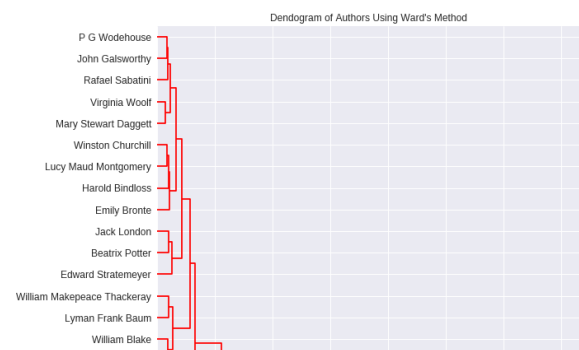 Dendogram of Authors Using Ward's Method
P G Wodehouse
John Galsworthy
Rafael Sabatini
Virginia Woolf
Mary Stewart Daggett
Winston Churchill
Lucy Maud Montgomery
Harold Bindloss
Emily Bronte
Jack London
Beatrix Potter
Edward Stratemeyer
William Makepeace Thackeray
Lyman Frank Baum
William Blake